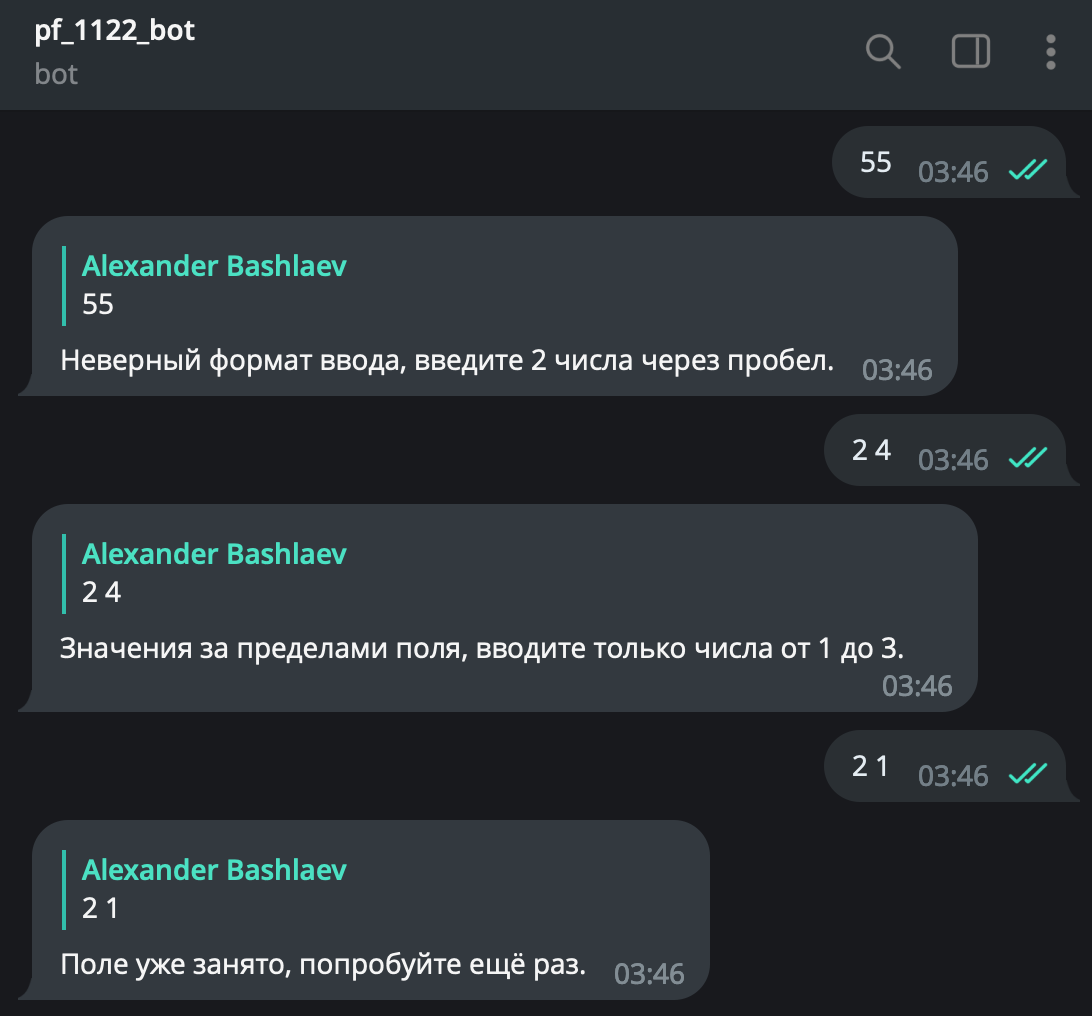 pf_1122_bot
bot
55 03:46
Alexander Bashlaev
55
Неверный формат ввода, введите 2 числа через пробел. 03:46
2 4 03:46
Alexander Bashlaev
2 4
Значения за пределами поля, вводите только числа от 1 до 3.
03:46
2 1 03:46
Alexander Bashlaev
2 1
Поле уже занято, попробуйте ещё раз. 03:46